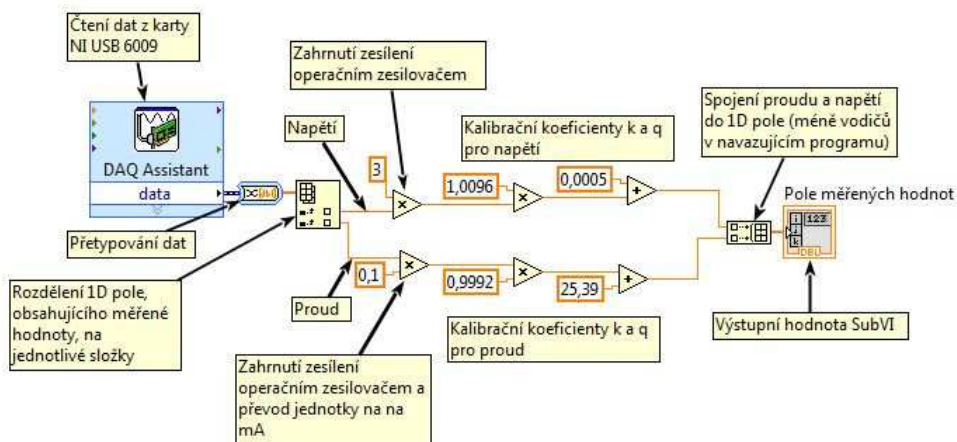 Čtení dat z karty
NI USB 6009
DAQ Assistant
data
Přetypování dat
Rozdělení 1D pole,
obsahujícího měřené
hodnoty, na
jednotlivé složky
Napětí
Proud
Zahrnutí zesílení
operačním zesilovačem
3
Kalibrační koeficienty k a q
pro napětí
1,0096
0,0005
0,1
0,9992
25,39
Kalibrační koeficienty k a q
pro proud
Zahrnutí zesílení
operačním zesilovačem a
převod jednotky na na
mA
Spojení proudu a napětí
do 1D pole (méně vodičů
v navazujícím programu)
Pole měřených hodnot
i
j
k
123
DBL
Výstupní hodnota SubVI